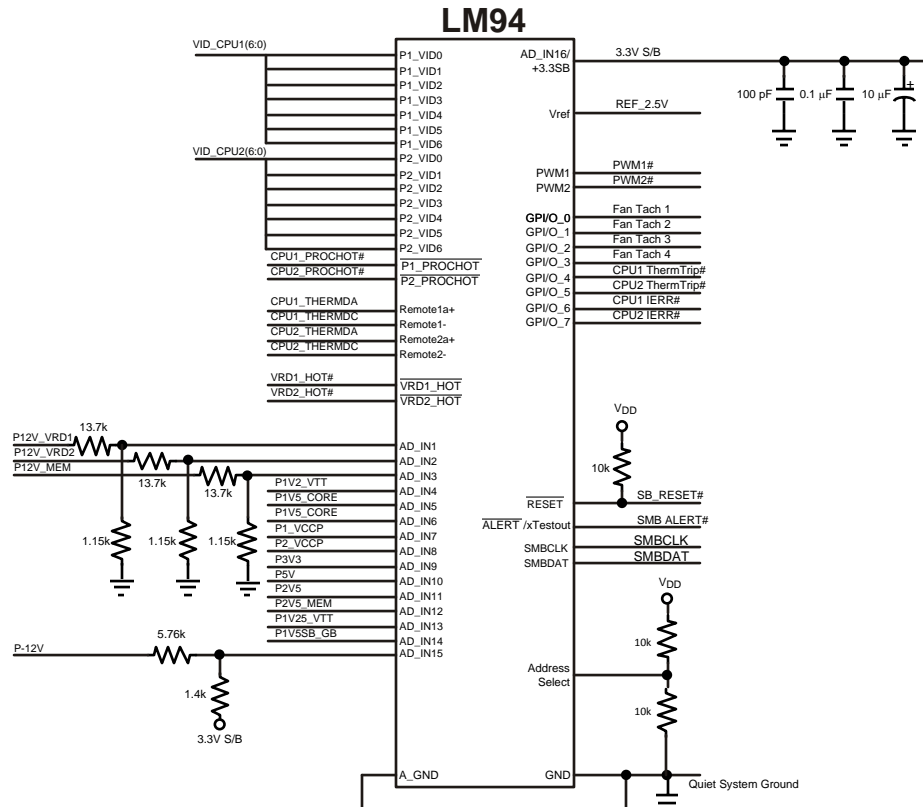 LM94
VID_CPU1(6:0)
P1_VID0
P1_VID1
P1_VID2
P1_VID3
P1_VID4
P1_VID5
P1_VID6
VID_CPU2(6:0)
P2_VID0
P2_VID1
P2_VID2
P2_VID3
P2_VID4
P2_VID5
P2_VID6
CPU1_PROCHOT#
P1_PROCHOT
CPU2_PROCHOT#
P2_PROCHOT
CPU1_THERMDA
Remote1a+
CPU1_THERMDC
Remote1-
CPU2_THERMDA
Remote2a+
CPU2_THERMDC
Remote2-
VRD1_HOT#
VRD1_HOT
VRD2_HOT#
VRD2_HOT
P12V_VRD1
13.7k
AD_IN1
P12V_VRD2
13.7k
AD_IN2
P12V_MEM
13.7k
AD_IN3
1.15k
1.15k
1.15k
P1V2_VTT
AD_IN4
P1V5_CORE
AD_IN5
P1V5_CORE
AD_IN6
P1_VCCP
AD_IN7
P2_VCCP
AD_IN8
P3V3
AD_IN9
P5V
AD_IN10
P2V5
AD_IN11
P2V5_MEM
AD_IN12
P1V25_VTT
AD_IN13
P1V5SB_GB
AD_IN14
P-12V
5.76k
AD_IN15
1.4k
3.3V S/B
A_GND
AD_IN16/
+3.3SB
3.3V S/B
100 pF
0.1 μF
10 μF
+
Vref
REF_2.5V
PWM1
PWM1#
PWM2
PWM2#
GPI/O_0
Fan Tach 1
GPI/O_1
Fan Tach 2
GPI/O_2
Fan Tach 3
GPI/O_3
Fan Tach 4
GPI/O_4
CPU1 ThermTrip#
GPI/O_5
CPU2 ThermTrip#
GPI/O_6
CPU1 IERR#
GPI/O_7
CPU2 IERR#
VDD
10k
RESET
SB_RESET#
ALERT /xTestout
SMB ALERT#
SMBCLK
SMBCLK
SMBDAT
SMBDAT
VDD
10k
Address
Select
10k
GND
Quiet System Ground